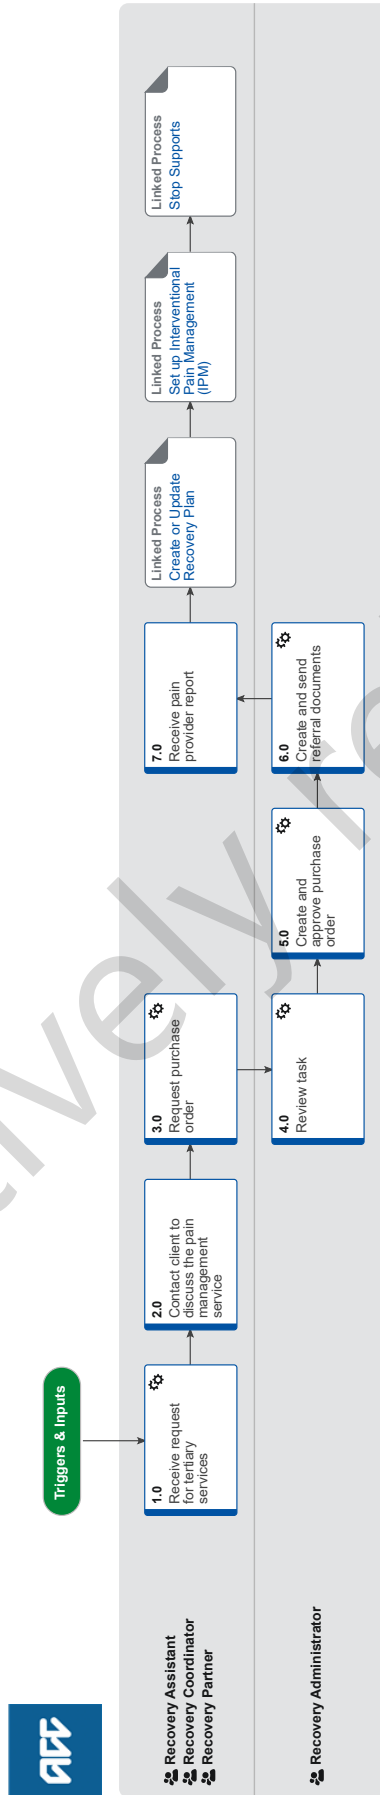 acc
Triggers & Inputs
Recovery Assistant
Recovery Coordinator
Recovery Partner
1.0
Receive request
for tertiary
services
2.0
Contact client to
discuss the pain
management
service
3.0
Request purchase
order
Recovery Administrator
4.0
Review task
5.0
Create and
approve purchase
order
6.0
Create and send
referral documents
7.0
Receive pain
provider report
Linked Process
Create or Update
Recovery Plan
Linked Process
Set up Interventional
Pain Management
(IPM)
Linked Process
Stop Supports